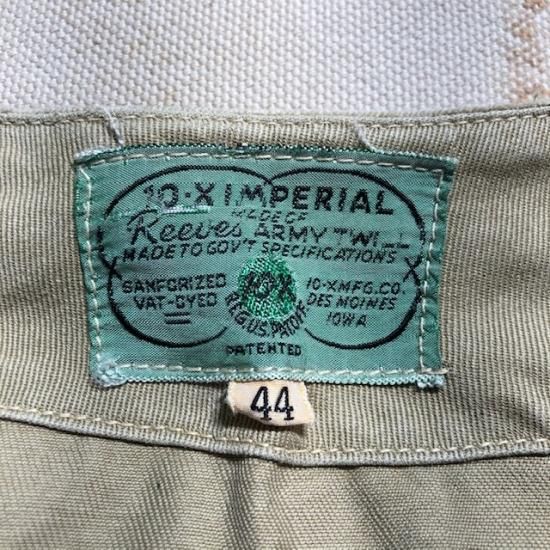 10-X IMPERIAL
MADE OF
Reeves ARMY TWILL
MADE TO GOV'T SPECIFICATIONS
SANFORIZED
VAT-DYED
10X
REG.U.S.PAT.OFF.
10-X MFG. CO.
DES MOINES
IOWA
PATENTED
44